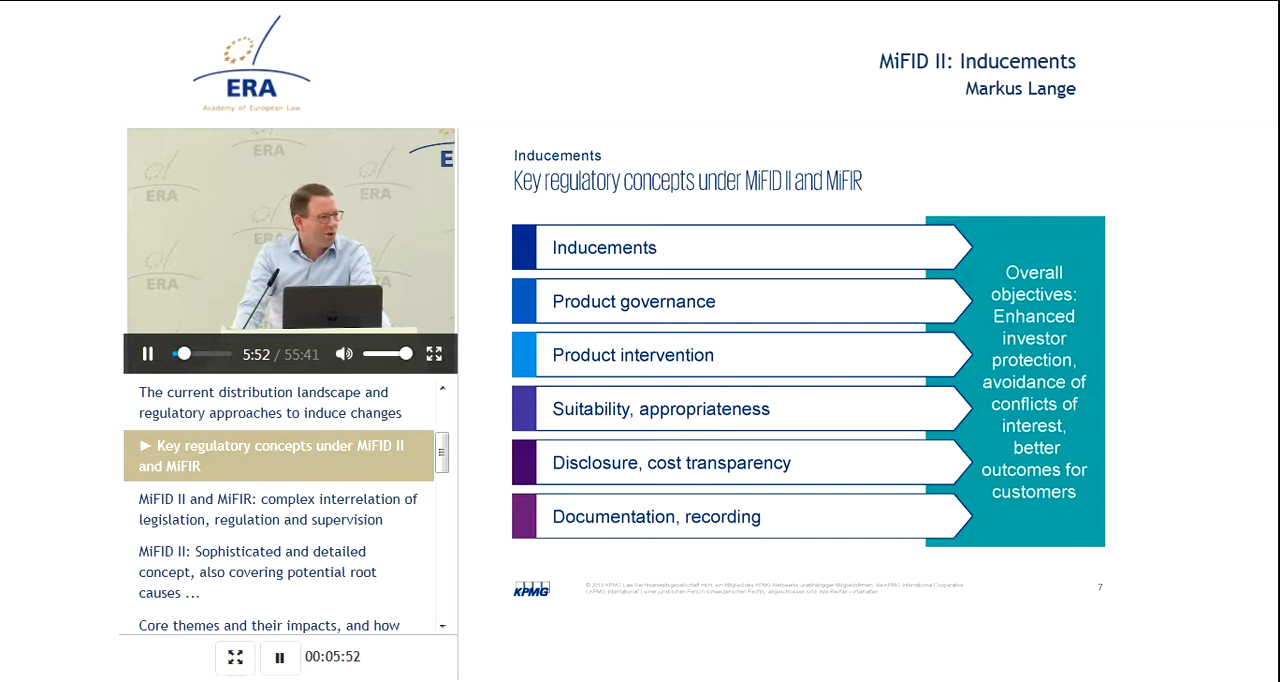 ERA
Academy of European Law
MiFID II: Inducements
Markus Lange
ERA
ERA
ERA
ERA
ERA
E
5:52 / 55:41
The current distribution landscape and
regulatory approaches to induce changes
► Key regulatory concepts under MiFID II
and MiFIR
MiFID II and MiFIR: complex interrelation of
legislation, regulation and supervision
MiFID II: Sophisticated and detailed
concept, also covering potential root
causes ...
Core themes and their impacts, and how
00:05:52
Inducements
Key regulatory concepts under MiFID II and MiFIR
Inducements
Product governance
Product intervention
Suitability, appropriateness
Disclosure, cost transparency
Documentation, recording
Overall
objectives:
Enhanced
investor
protection,
avoidance of
conflicts of
interest,
better
outcomes for
customers
KPMG
7